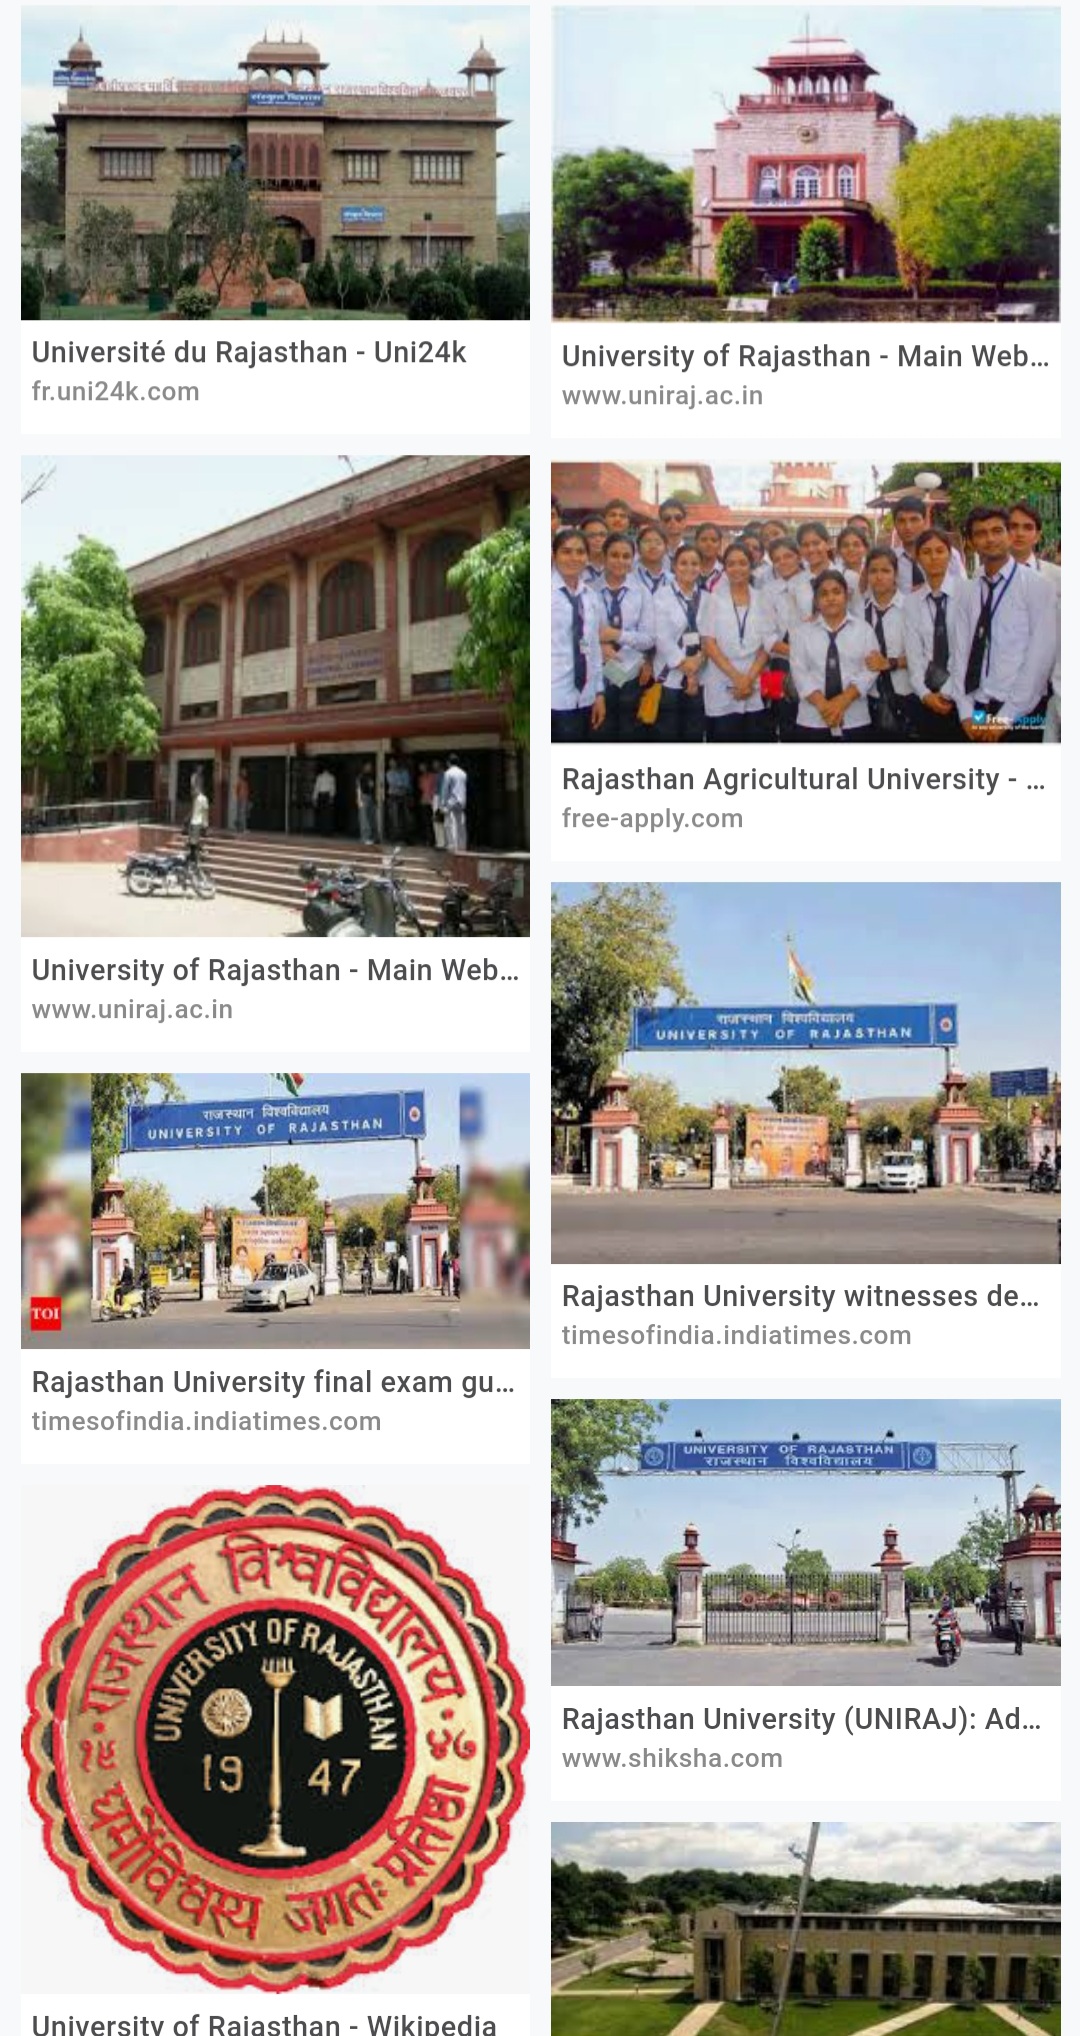 संस्कृत विभाग
Université du Rajasthan - Uni24k
fr.uni24k.com
University of Rajasthan - Main Web...
www.uniraj.ac.in
University of Rajasthan - Main Web...
www.uniraj.ac.in
Free-Apply
Rajasthan Agricultural University - ...
free-apply.com
राजस्थान विश्वविद्यालय
UNIVERSITY OF RAJASTHAN
TOI
Rajasthan University final exam gu...
timesofindia.indiatimes.com
राजस्थान विश्वविद्यालय
UNIVERSITY OF RAJASTHAN
Rajasthan University witnesses de...
timesofindia.indiatimes.com
UNIVERSITY OF RAJASTHAN
राजस्थान विश्वविद्यालय
Rajasthan University (UNIRAJ): Ad...
www.shiksha.com
राजस्थान विश्वविद्यालय
UNIVERSITY OF RAJASTHAN
1947
१९ ४७
धर्मो विश्वस्य जगतः प्रतिष्ठा
University of Rajasthan - Wikipedia